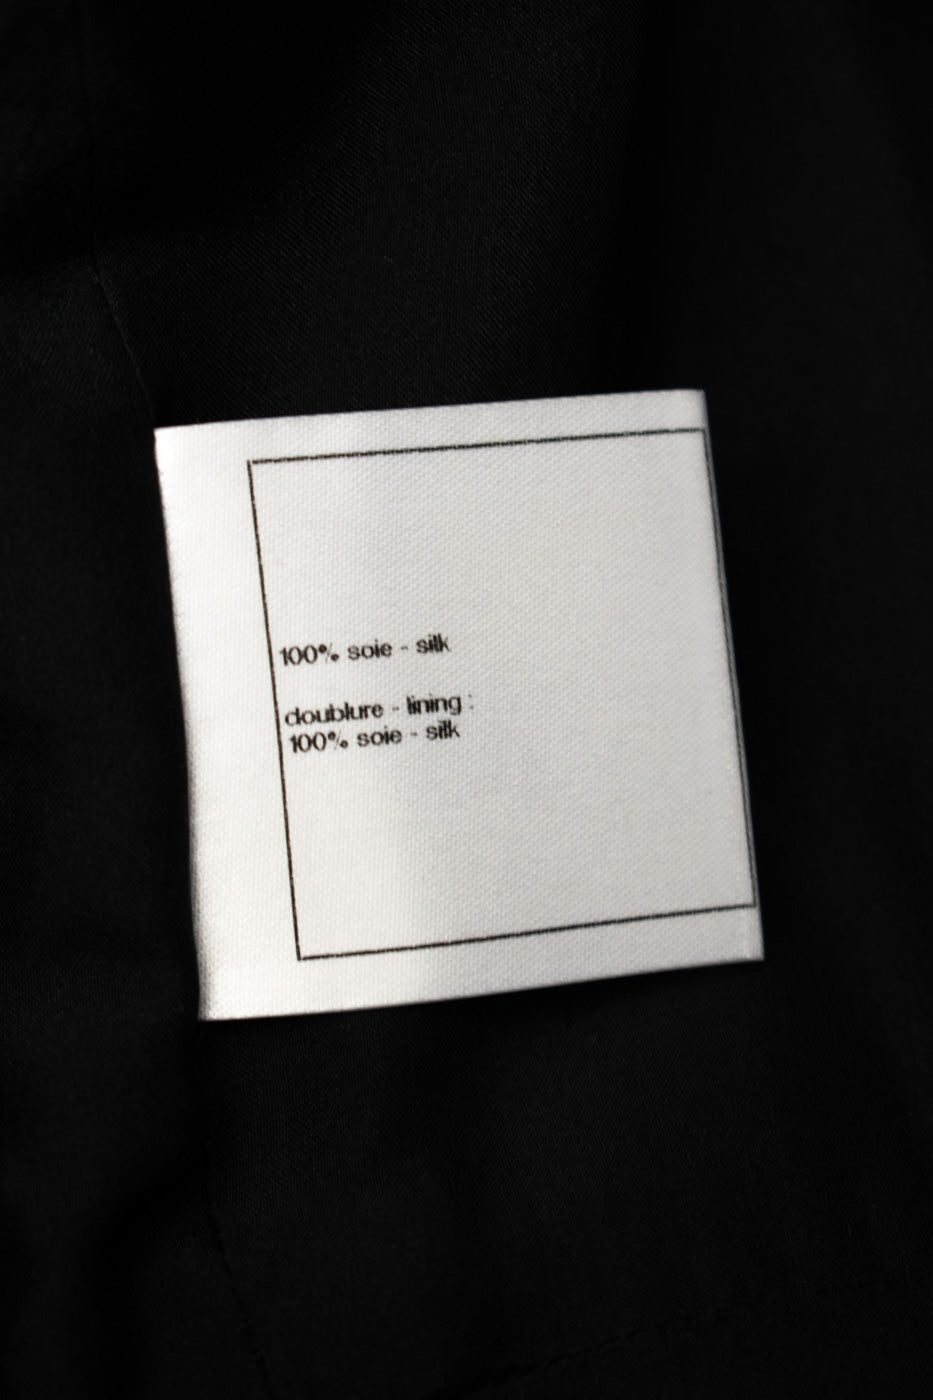 100% soie - silk
doublure - lining :
100% soie - silk